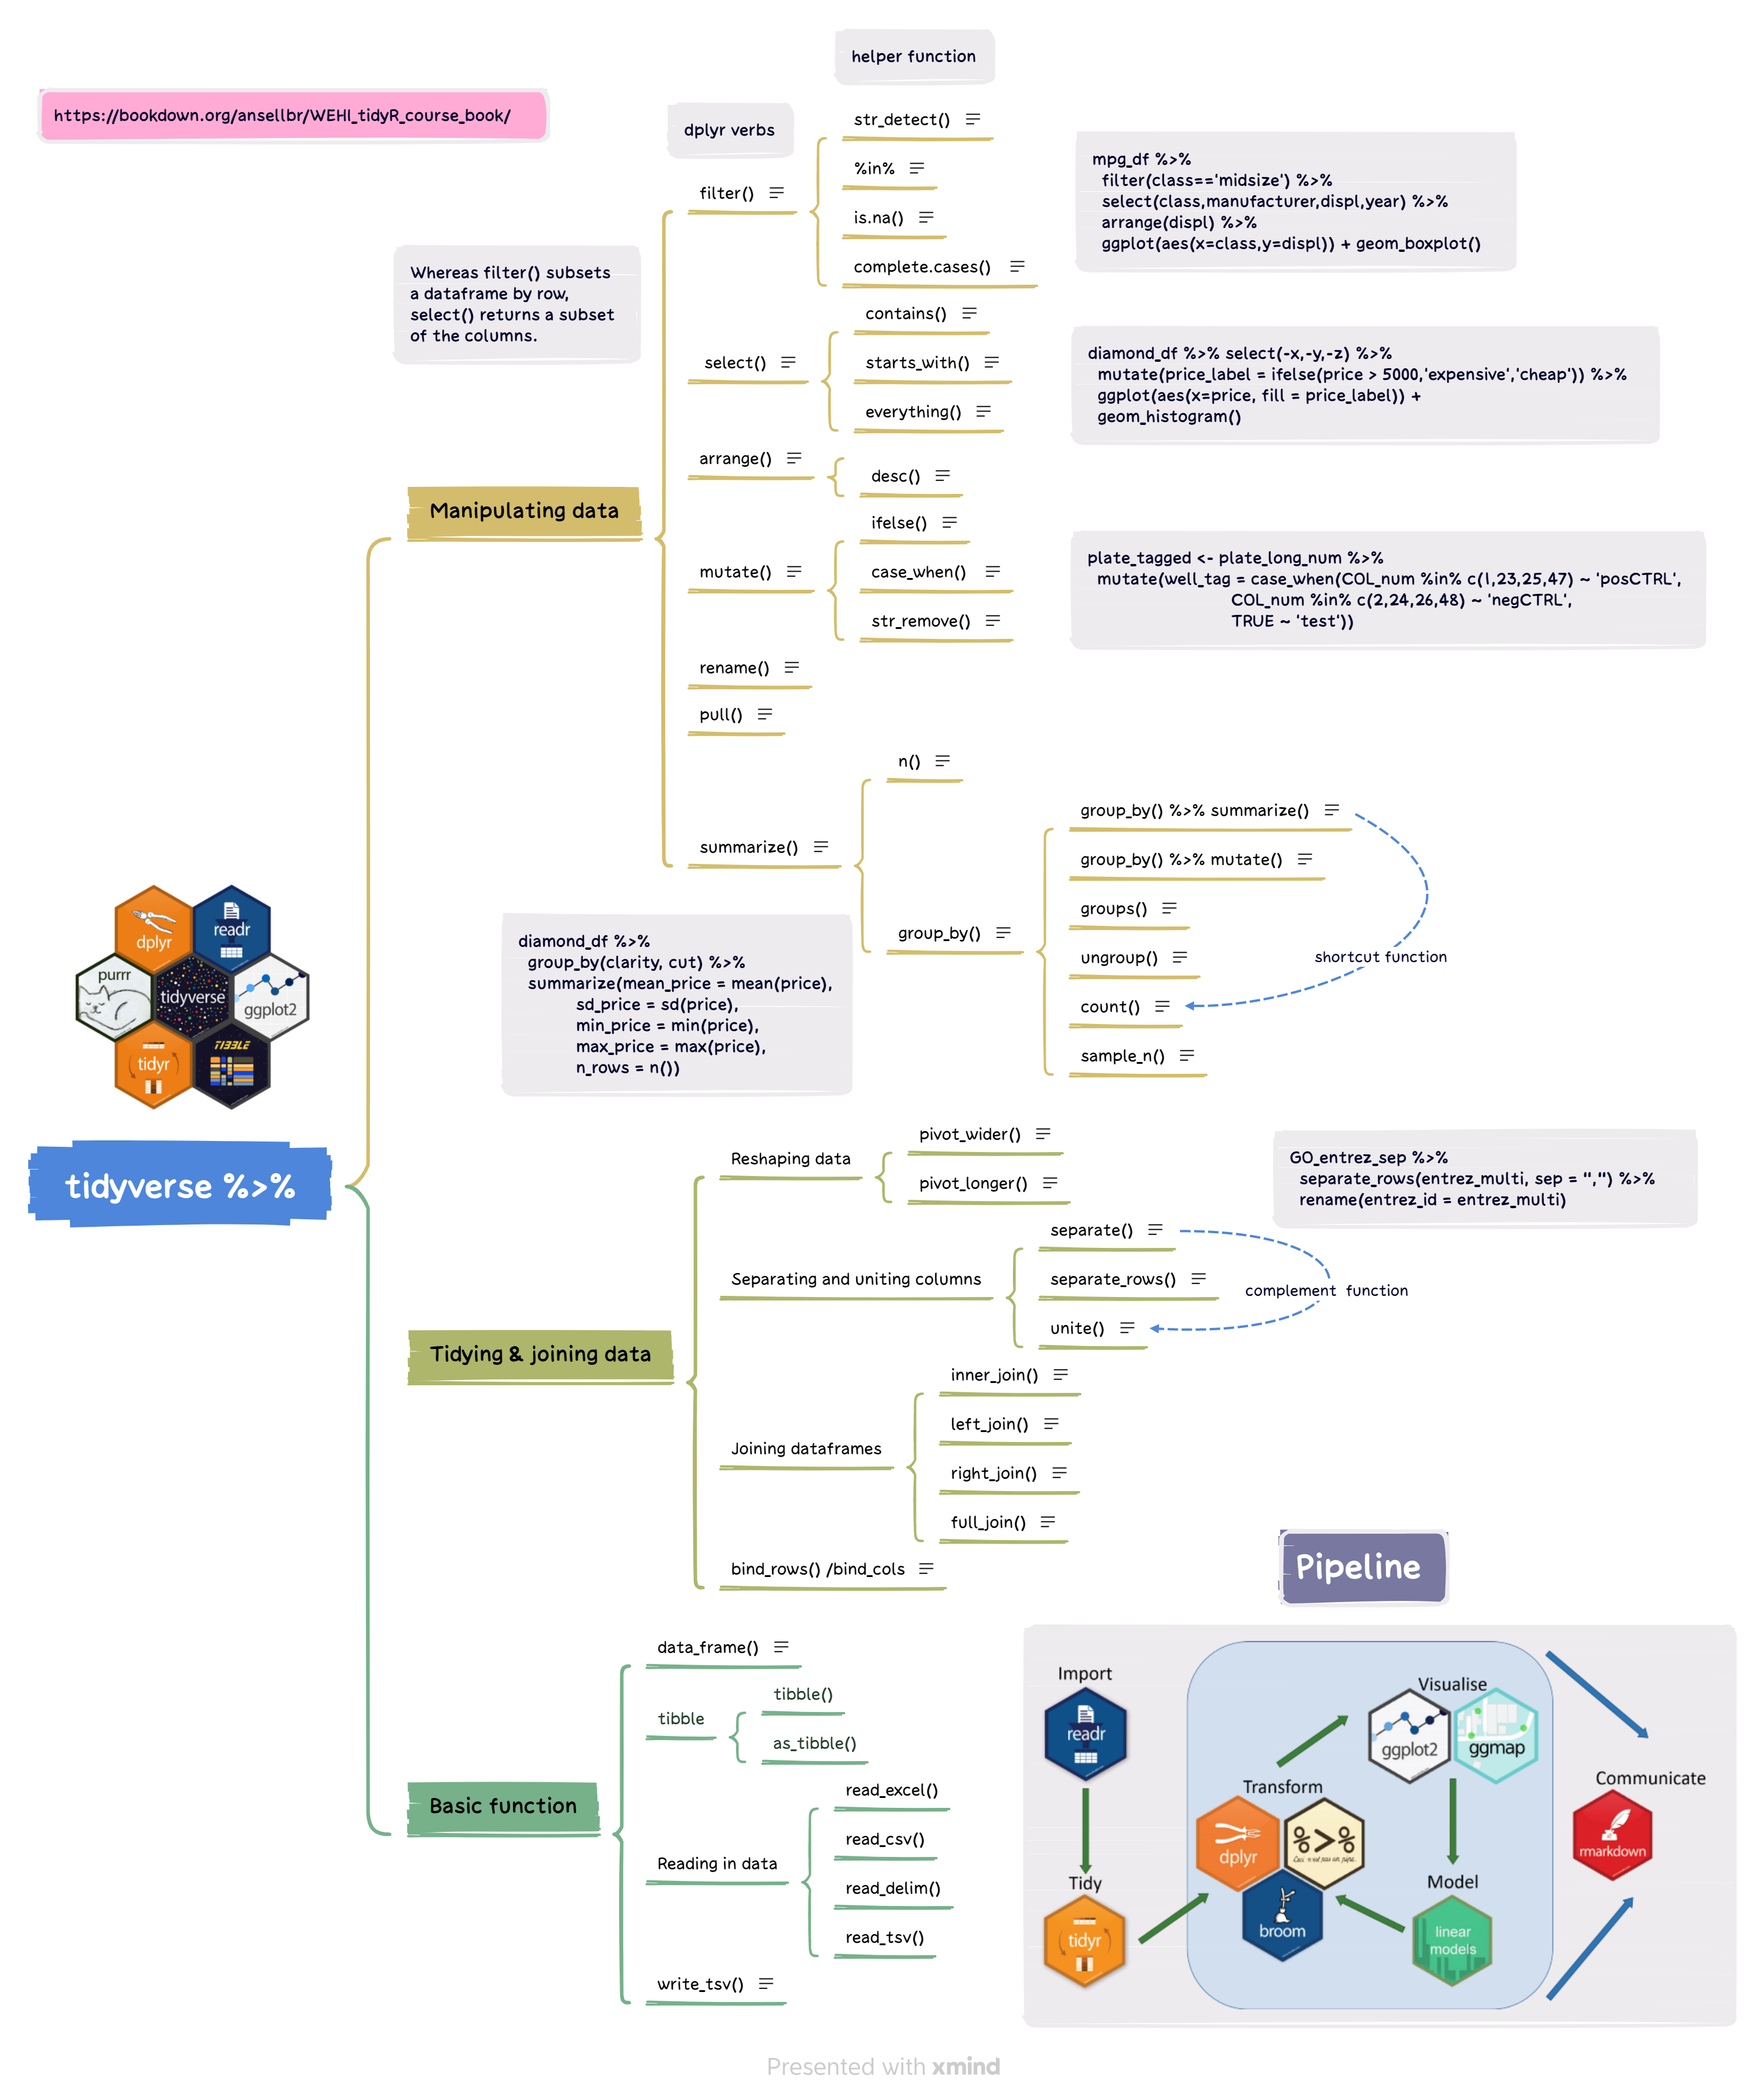 helper function
https://bookdown.org/ansellbr/WEHI_tidyR_course_book/
dplyr verbs
str_detect()
%in%
filter()
is.na()
complete.cases()
mpg_df %>%
filter(class=='midsize') %>%
select(class,manufacturer,displ,year) %>%
arrange(displ) %>%
ggplot(aes(x=class,y=displ)) + geom_boxplot()
Whereas filter() subsets
a dataframe by row,
select() returns a subset
of the columns.
contains()
select()
starts_with()
everything()
diamond_df %>% select(-x,-y,-z) %>%
mutate(price_label = ifelse(price > 5000,'expensive','cheap')) %>%
ggplot(aes(x=price, fill = price_label)) +
geom_histogram()
arrange()
desc()
Manipulating data
ifelse()
mutate()
case_when()
str_remove()
plate_tagged <- plate_long_num %>%
mutate(well_tag = case_when(COL_num %in% c(1,23,25,47) ~ 'posCTRL',
COL_num %in% c(2,24,26,48) ~ 'negCTRL',
TRUE ~ 'test'))
rename()
pull()
n()
summarize()
group_by() %>% summarize()
group_by() %>% mutate()
groups()
group_by()
ungroup()
shortcut function
count()
sample_n()
diamond_df %>%
group_by(clarity, cut) %>%
summarize(mean_price = mean(price),
sd_price = sd(price),
min_price = min(price),
max_price = max(price),
n_rows = n())
dplyr
readr
purrr
tidyverse
ggplot2
tidyr
TIBBLE
tidyverse %>%
Reshaping data
pivot_wider()
pivot_longer()
GO_entrez_sep %>%
separate_rows(entrez_multi, sep = ",") %>%
rename(entrez_id = entrez_multi)
separate()
Separating and uniting columns
separate_rows()
complement function
unite()
Tidying & joining data
inner_join()
left_join()
Joining dataframes
right_join()
full_join()
bind_rows() /bind_cols
Pipeline
data_frame()
tibble
tibble()
as_tibble()
Basic function
read_excel()
read_csv()
Reading in data
read_delim()
read_tsv()
write_tsv()
Import
readr
Visualise
ggplot2
ggmap
Transform
dplyr
%>%
Ceci n'est pas un pipe.
broom
Communicate
rmarkdown
Tidy
tidyr
Model
linear
models
Presented with xmind